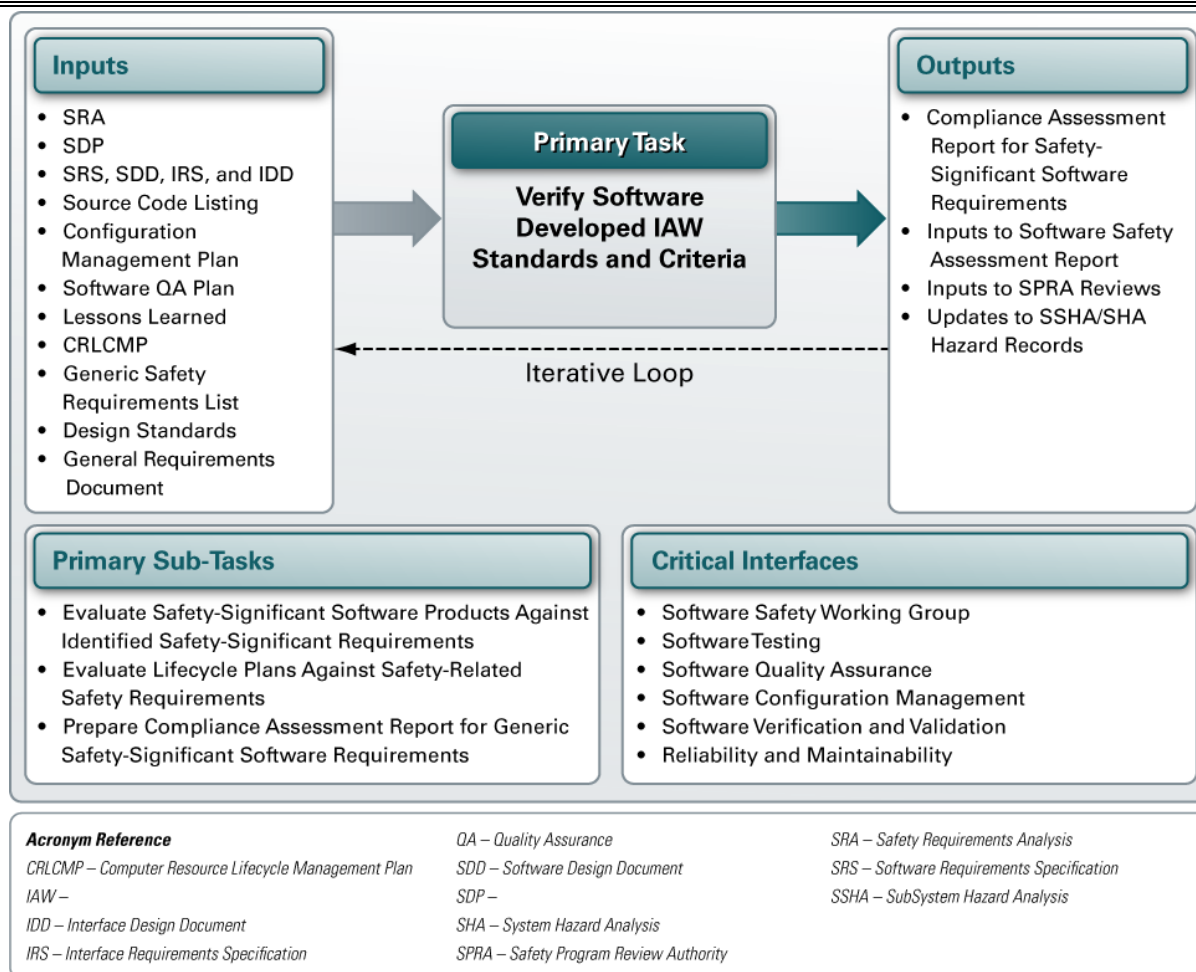 Inputs
• SRA
• SDP
• SRS, SDD, IRS, and IDD
• Source Code Listing
• Configuration
Management Plan
• Software QA Plan
• Lessons Learned
• CRLCMP
• Generic Safety
Requirements List
• Design Standards
• General Requirements
Document
Primary Task
Verify Software
Developed IAW
Standards and Criteria
Iterative Loop
Outputs
• Compliance Assessment
Report for Safety-
Significant Software
Requirements
• Inputs to Software Safety
Assessment Report
• Inputs to SPRA Reviews
• Updates to SSHA/SHA
Hazard Records
Primary Sub-Tasks
• Evaluate Safety-Significant Software Products Against
Identified Safety-Significant Requirements
• Evaluate Lifecycle Plans Against Safety-Related
Safety Requirements
• Prepare Compliance Assessment Report for Generic
Safety-Significant Software Requirements
Critical Interfaces
• Software Safety Working Group
• Software Testing
• Software Quality Assurance
• Software Configuration Management
• Software Verification and Validation
• Reliability and Maintainability
Acronym Reference
CRLCMP – Computer Resource Lifecycle Management Plan
IAW –
IDD – Interface Design Document
IRS – Interface Requirements Specification
QA – Quality Assurance
SDD – Software Design Document
SDP –
SHA – System Hazard Analysis
SPRA – Safety Program Review Authority
SRA – Safety Requirements Analysis
SRS – Software Requirements Specification
SSHA – SubSystem Hazard Analysis